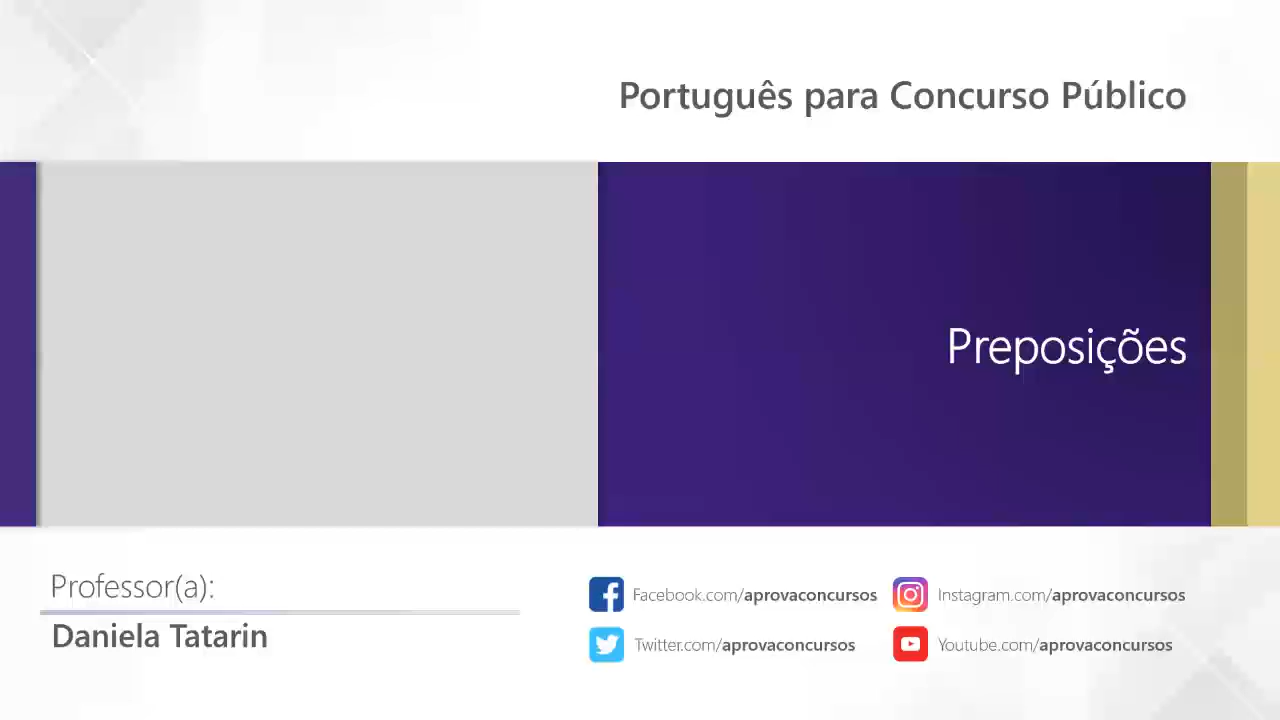 Português para Concurso Público
Preposições
Professor(a):
Daniela Tatarin
Facebook.com/aprovaconcursos
Instagram.com/aprovaconcursos
Twitter.com/aprovaconcursos
Youtube.com/aprovaconcursos